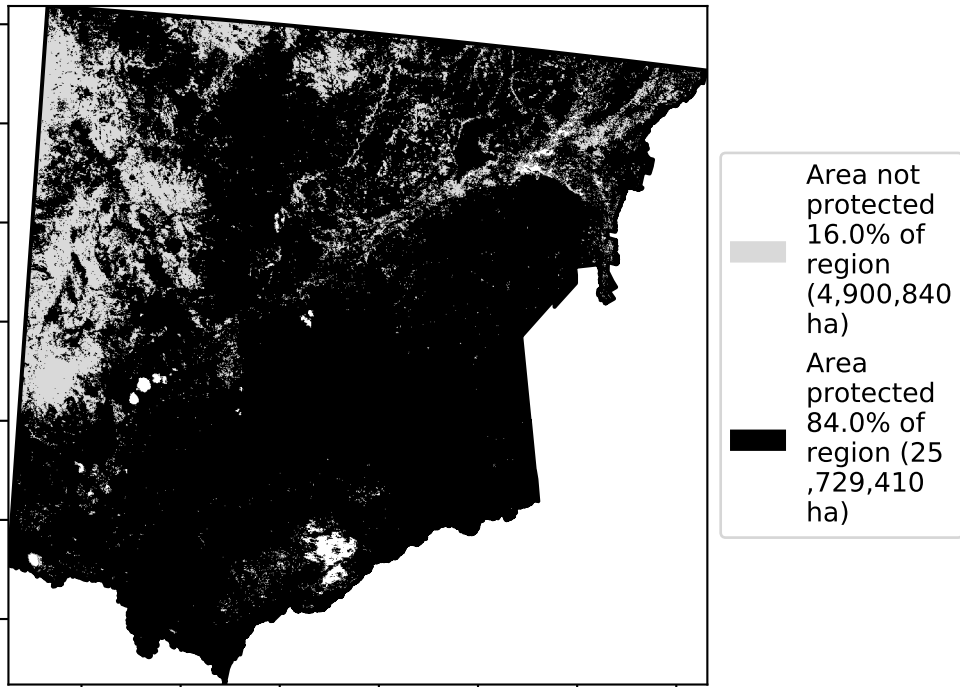 Area not
protected
16.0% of
region
(4,900,840
ha)
Area
protected
84.0% of
region (25
,729,410
ha)